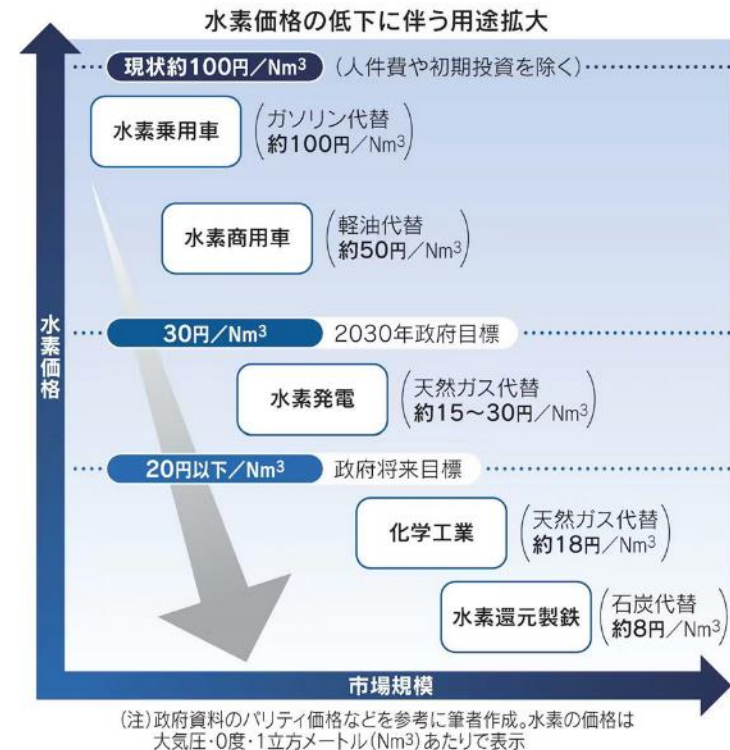 水素価格の低下に伴う用途拡大
現状約100円/Nm³ (人件費や初期投資を除く)
水素乗用車
(ガソリン代替
約100円/Nm³)
水素商用車
(軽油代替
約50円/Nm³)
水素価格
30円/Nm³ 2030年政府目標
水素発電
(天然ガス代替
約15〜30円/Nm³)
20円以下/Nm³ 政府将来目標
化学工業
(天然ガス代替
約18円/Nm³)
水素還元製鉄
(石炭代替
約8円/Nm³)
市場規模
(注)政府資料のパリティ価格などを参考に筆者作成。水素の価格は
大気圧・0度・1立方メートル(Nm³)あたりで表示